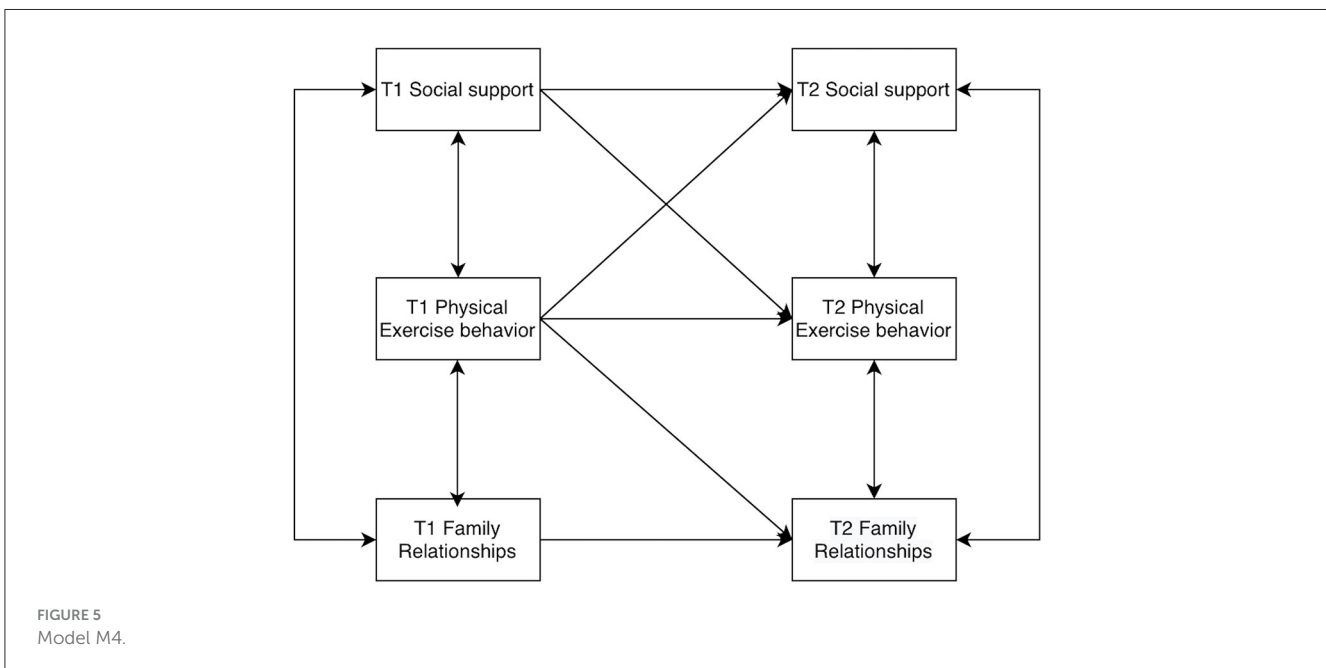 T1 Social support
T2 Social support
T1 Physical
Exercise behavior
T2 Physical
Exercise behavior
T1 Family
Relationships
T2 Family
Relationships
FIGURE 5
Model M4.